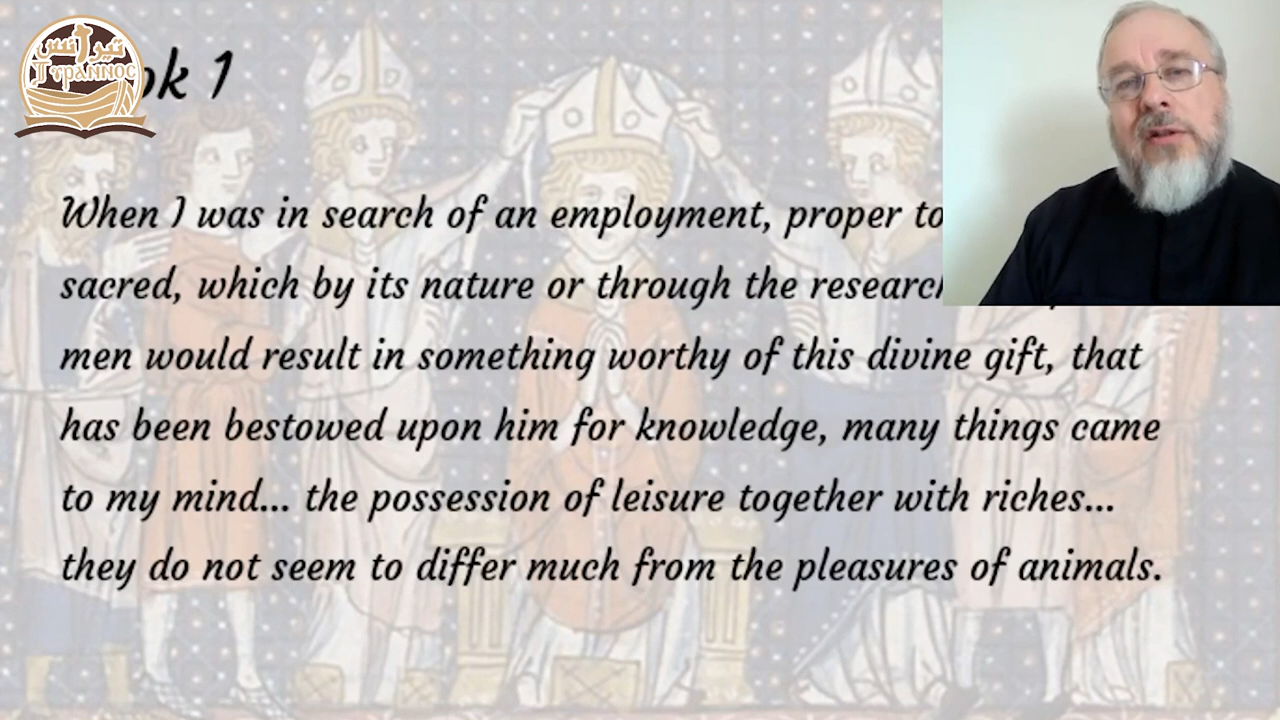 تيرانس
Тѵранноc
ok 1
When I was in search of an employment, proper to
sacred, which by its nature or through the research
men would result in something worthy of this divine gift, that
has been bestowed upon him for knowledge, many things came
to my mind... the possession of leisure together with riches...
they do not seem to differ much from the pleasures of animals.